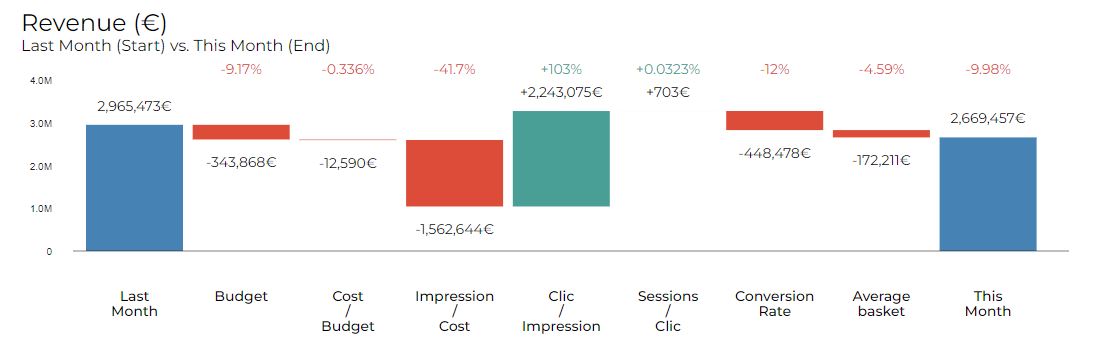 Revenue (€)
Last Month (Start) vs. This Month (End)
-9.17% -0.336% -41.7% +103% +0.0323% -12% -4.59% -9.98%
4.0M
3.0M
2.0M
1.0M
0
2,965,473€
-343,868€
-12,590€
-1,562,644€
+2,243,075€
+703€
-448,478€
-172,211€
2,669,457€
Last
Month
Budget
Cost
/
Budget
Impression
/
Cost
Clic
/
Impression
Sessions
/
Clic
Conversion
Rate
Average
basket
This
Month